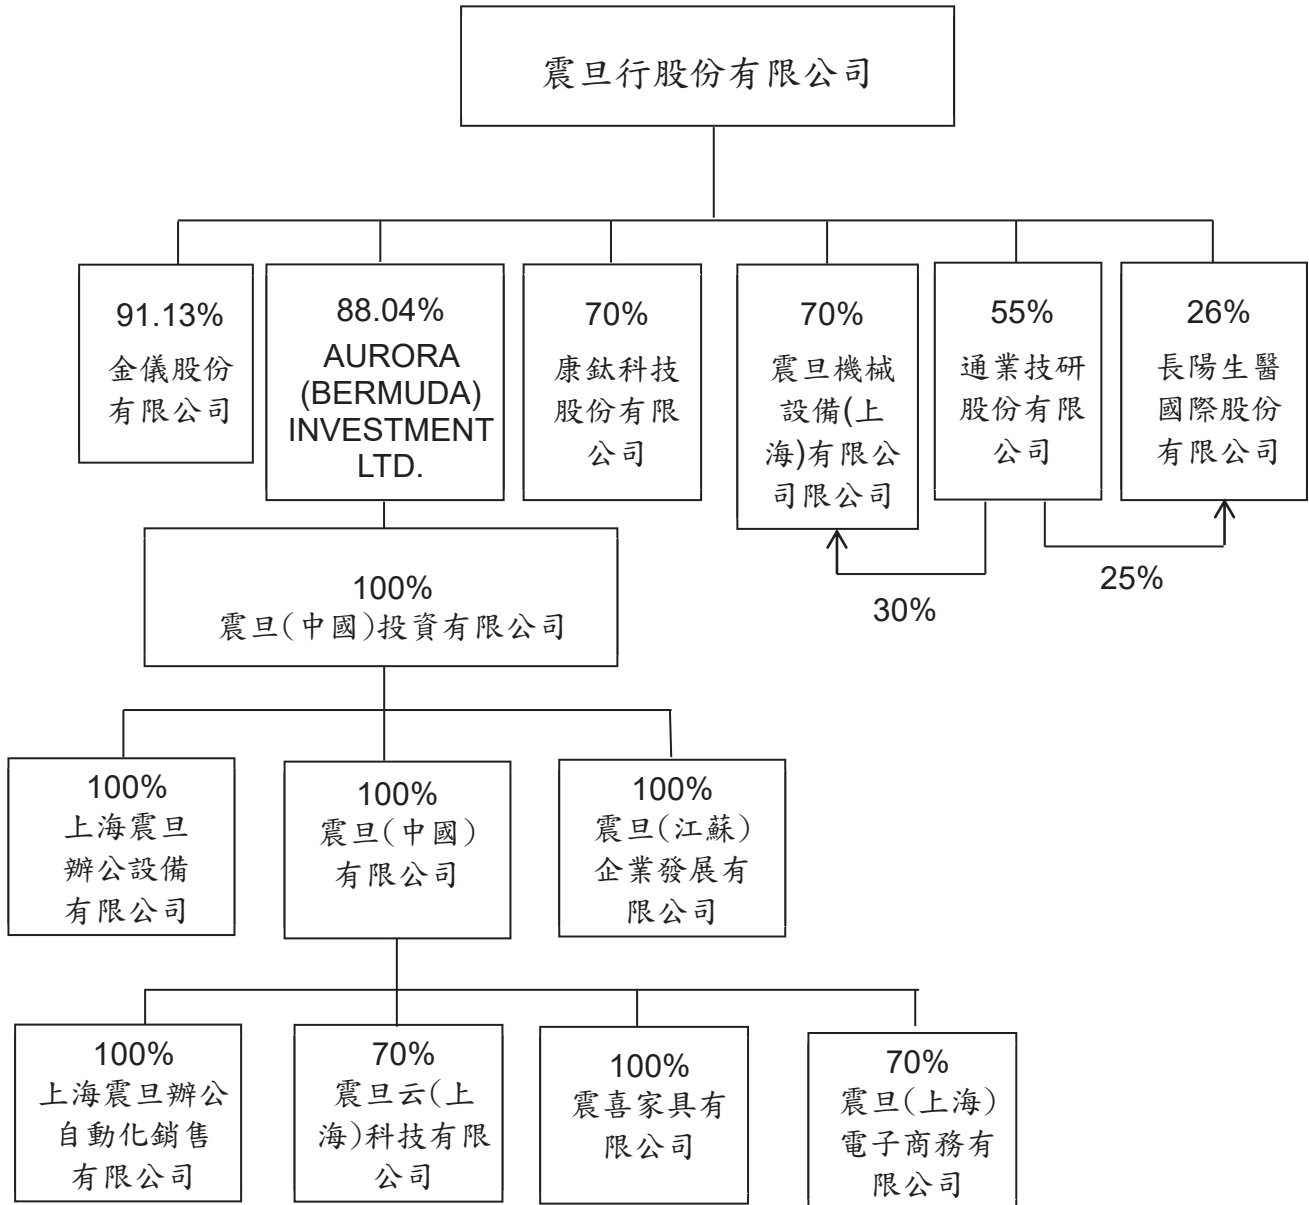 震旦行股份有限公司
91.13%
金儀股份
有限公司
88.04%
AURORA
(BERMUDA)
INVESTMENT
LTD.
70%
康鈦科技
股份有限
公司
70%
震旦機械
設備(上
海)有限公
司限公司
55%
通業技研
股份有限
公司
26%
長陽生醫
國際股份
有限公司
30%
25%
100%
震旦(中國)投資有限公司
100%
上海震旦
辦公設備
有限公司
100%
震旦(中國)
有限公司
100%
震旦(江蘇)
企業發展有
限公司
100%
上海震旦辦公
自動化銷售
有限公司
70%
震旦云(上
海)科技有限
公司
100%
震喜家具有
限公司
70%
震旦(上海)
電子商務有
限公司